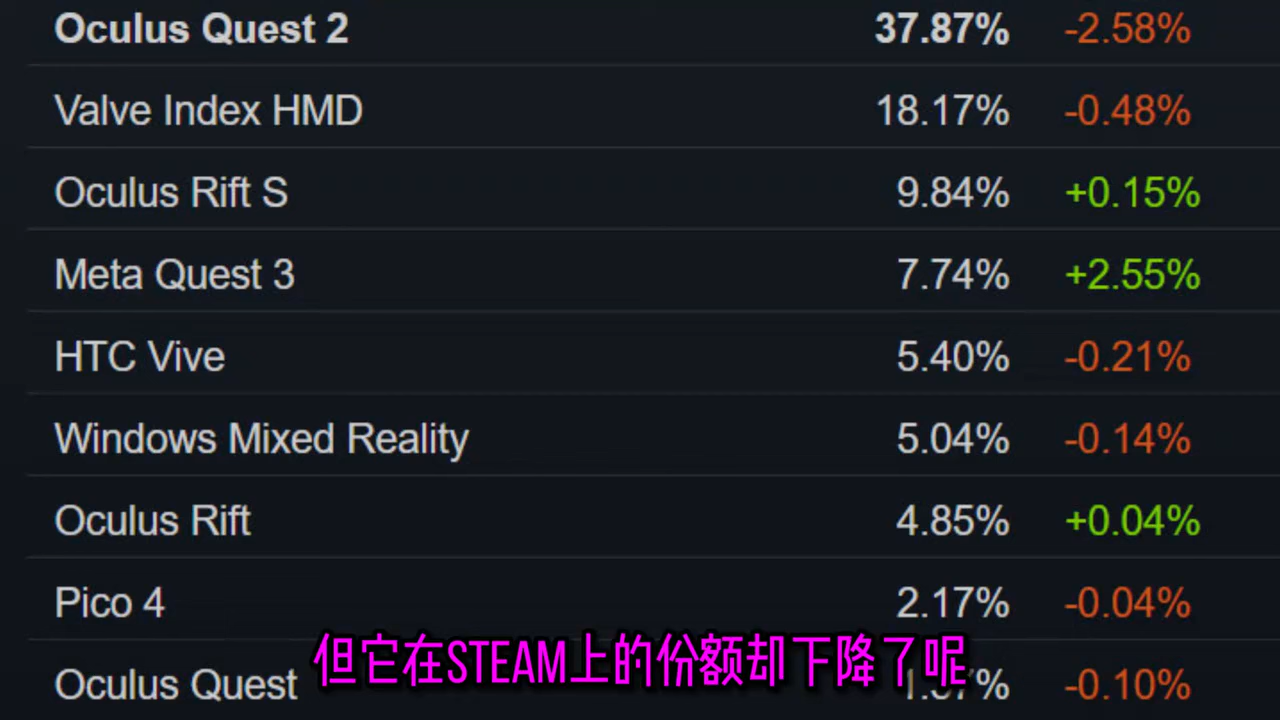 Oculus Quest 2 37.87% -2.58%
Valve Index HMD 18.17% -0.48%
Oculus Rift S 9.84% +0.15%
Meta Quest 3 7.74% +2.55%
HTC Vive 5.40% -0.21%
Windows Mixed Reality 5.04% -0.14%
Oculus Rift 4.85% +0.04%
Pico 4 2.17% -0.04%
Oculus Quest -0.10%
但它在STEAM上的份额却下降了呢